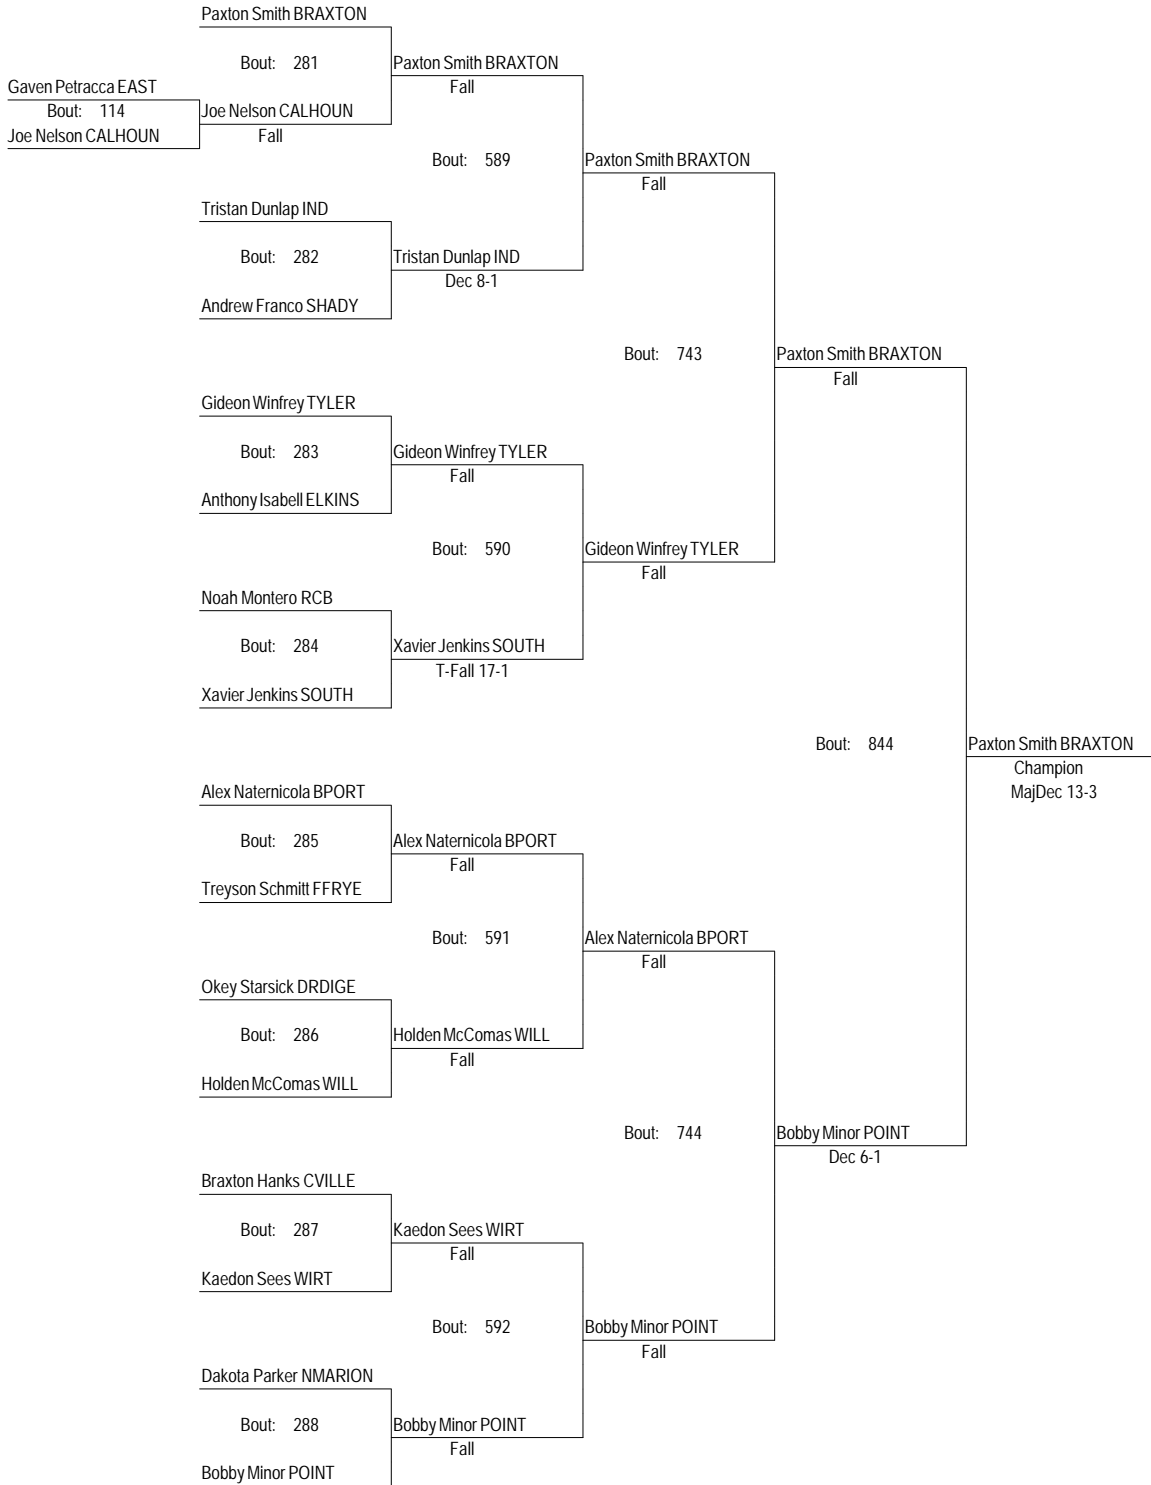 Paxton Smith BRAXTON
Bout: 281
Paxton Smith BRAXTON
Fall
Gaven Petracca EAST
Bout: 114
Joe Nelson CALHOUN
Joe Nelson CALHOUN
Fall
Bout: 589
Paxton Smith BRAXTON
Fall
Tristan Dunlap IND
Bout: 282
Tristan Dunlap IND
Dec 8-1
Andrew Franco SHADY
Bout: 743
Paxton Smith BRAXTON
Fall
Gideon Winfrey TYLER
Bout: 283
Gideon Winfrey TYLER
Fall
Anthony Isabell ELKINS
Bout: 590
Gideon Winfrey TYLER
Fall
Noah Montero RCB
Bout: 284
Xavier Jenkins SOUTH
T-Fall 17-1
Xavier Jenkins SOUTH
Bout: 844
Paxton Smith BRAXTON
Champion
MajDec 13-3
Alex Naternicola BPORT
Bout: 285
Alex Naternicola BPORT
Fall
Treyson Schmitt FFRYE
Bout: 591
Alex Naternicola BPORT
Fall
Okey Starsick DRDIGE
Bout: 286
Holden McComas WILL
Fall
Holden McComas WILL
Bout: 744
Bobby Minor POINT
Dec 6-1
Braxton Hanks CVILLE
Bout: 287
Kaedon Sees WIRT
Fall
Kaedon Sees WIRT
Bout: 592
Bobby Minor POINT
Fall
Dakota Parker NMARION
Bout: 288
Bobby Minor POINT
Fall
Bobby Minor POINT